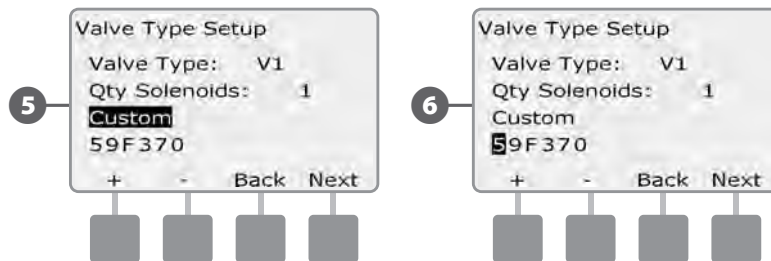 5
Valve Type Setup
Valve Type: V1
Qty Solenoids: 1
Custom
59F370
+ - Back Next
6
Valve Type Setup
Valve Type: V1
Qty Solenoids: 1
Custom
59F370
+ - Back Next